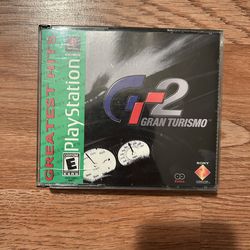 GREATEST HITS
PlayStation
GT2
GRAN TURISMO
E
SONY